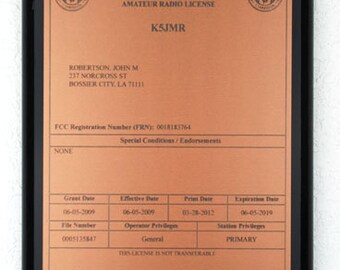 AMATEUR RADIO LICENSE
K5JMR
ROBERTSON, JOHN M
237 NORCROSS ST
BOSSIER CITY, LA 71111
FCC Registration Number (FRN): 0018183764
Special Conditions / Endorsements
NONE
Grant Date Effective Date Print Date Expiration Date
06-05-2009 06-05-2009 03-28-2012 06-05-2019
File Number Operator Privileges Station Privileges
0005135847 General PRIMARY
THIS LICENSE IS NOT TRANSFERABLE